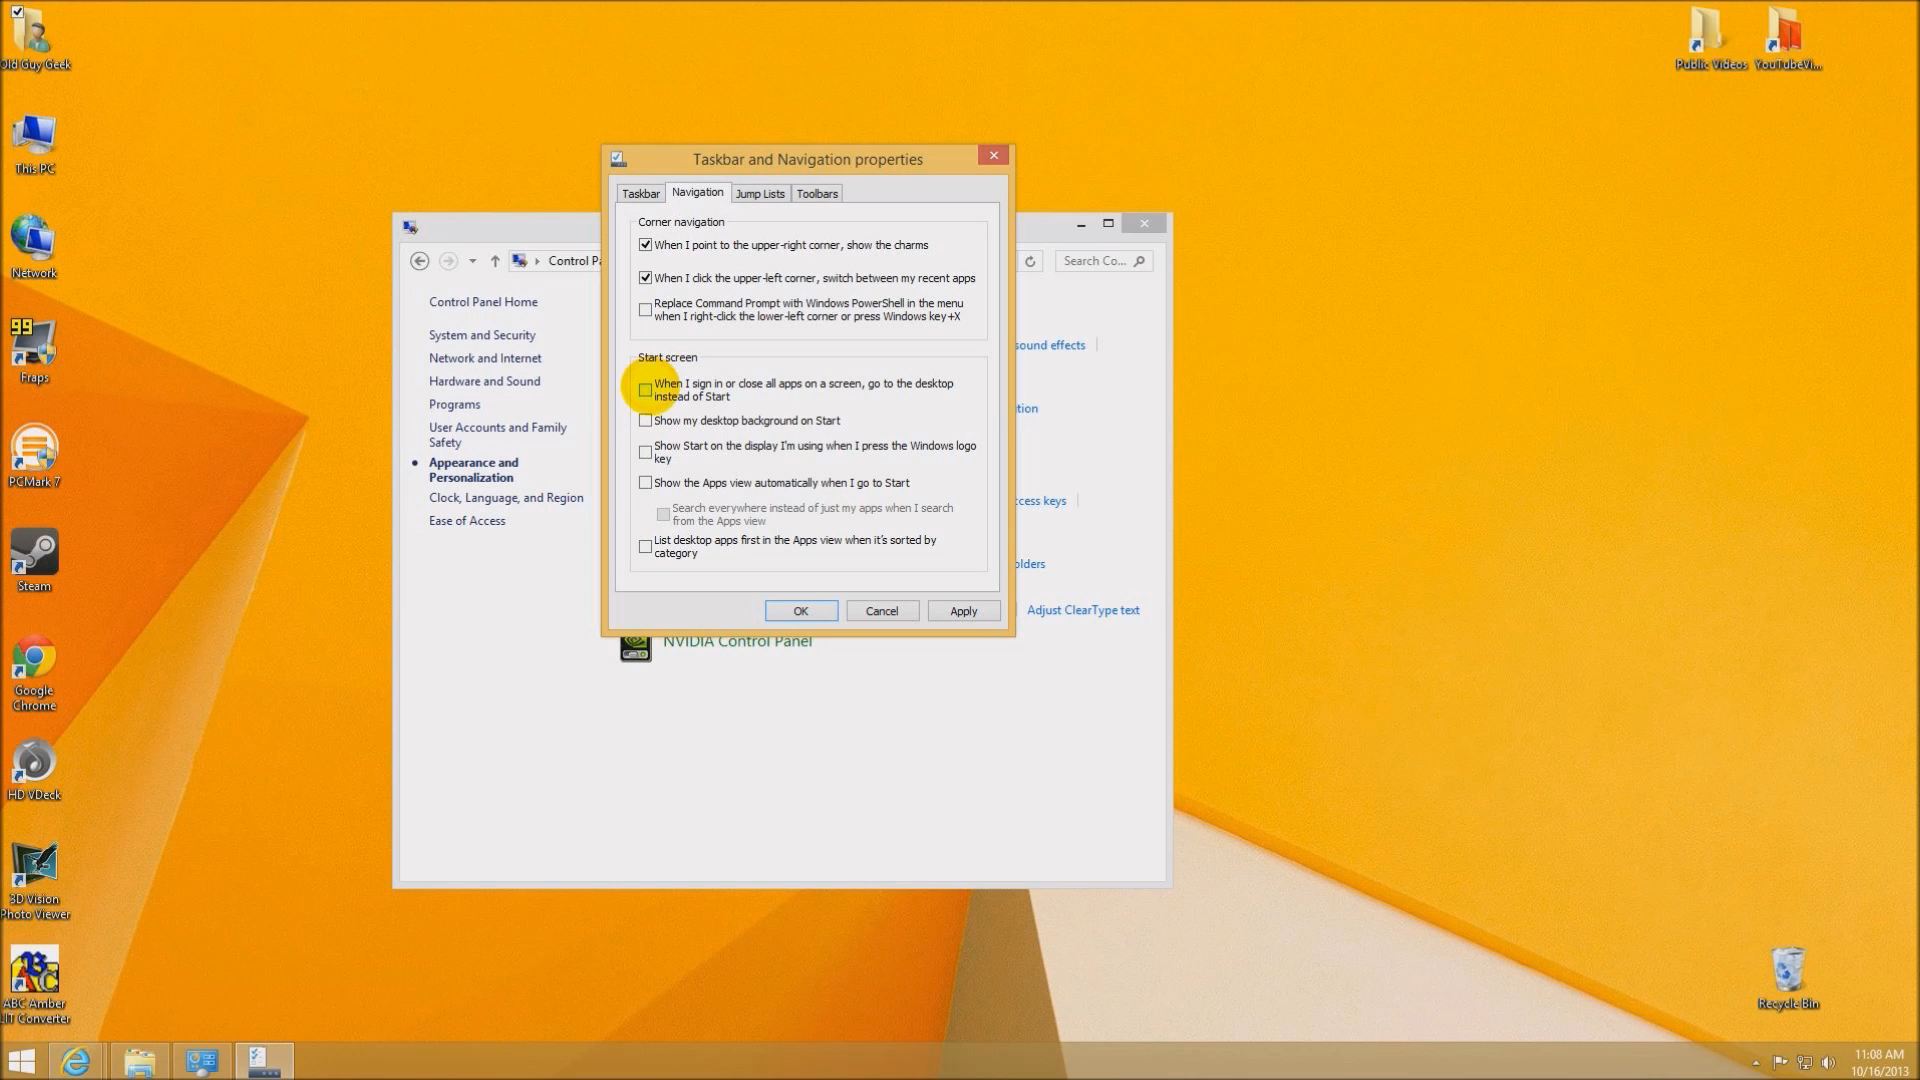 Old Guy Geek
This PC
Network
99
Fraps
PCMark 7
Steam
Google
Chrome
HD VDeck
3D Vision
Photo Viewer
ABC Amber
LIT Converter
Public Videos
YouTubeVi...
Taskbar and Navigation properties
Taskbar
Navigation
Jump Lists
Toolbars
Corner navigation
When I point to the upper-right corner, show the charms
When I click the upper-left corner, switch between my recent apps
Replace Command Prompt with Windows PowerShell in the menu
when I right-click the lower-left corner or press Windows key+X
Start screen
When I sign in or close all apps on a screen, go to the desktop
instead of Start
Show my desktop background on Start
Show Start on the display I'm using when I press the Windows logo
key
Show the Apps view automatically when I go to Start
Search everywhere instead of just my apps when I search
from the Apps view
List desktop apps first in the Apps view when it's sorted by
category
OK
Cancel
Apply
Control P
Search Co...
Control Panel Home
System and Security
Network and Internet
Hardware and Sound
Programs
User Accounts and Family
Safety
Appearance and
Personalization
Clock, Language, and Region
Ease of Access
sound effects
tion
ccess keys
olders
Adjust ClearType text
NVIDIA Control Panel
Recycle Bin
11:08 AM
10/16/2013